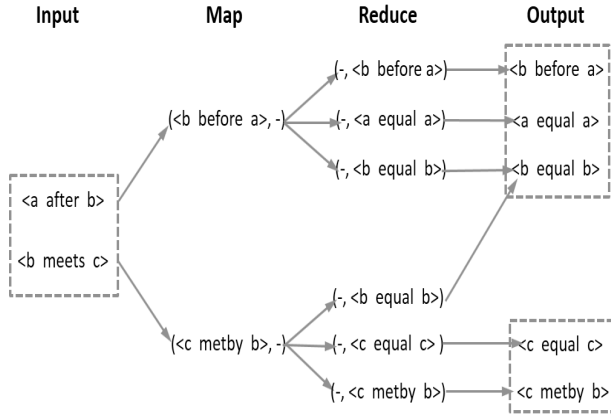 Input Map Reduce Output
(-, <b before a>) <b before a>
(<b before a>, -) (-, <a equal a>) <a equal a>
(-, <b equal b>) <b equal b>
<a after b>
<b meets c>
(-, <b equal b>)
(<c metby b>, -) (-, <c equal c> ) <c equal c>
(-, <c metby b>) <c metby b>